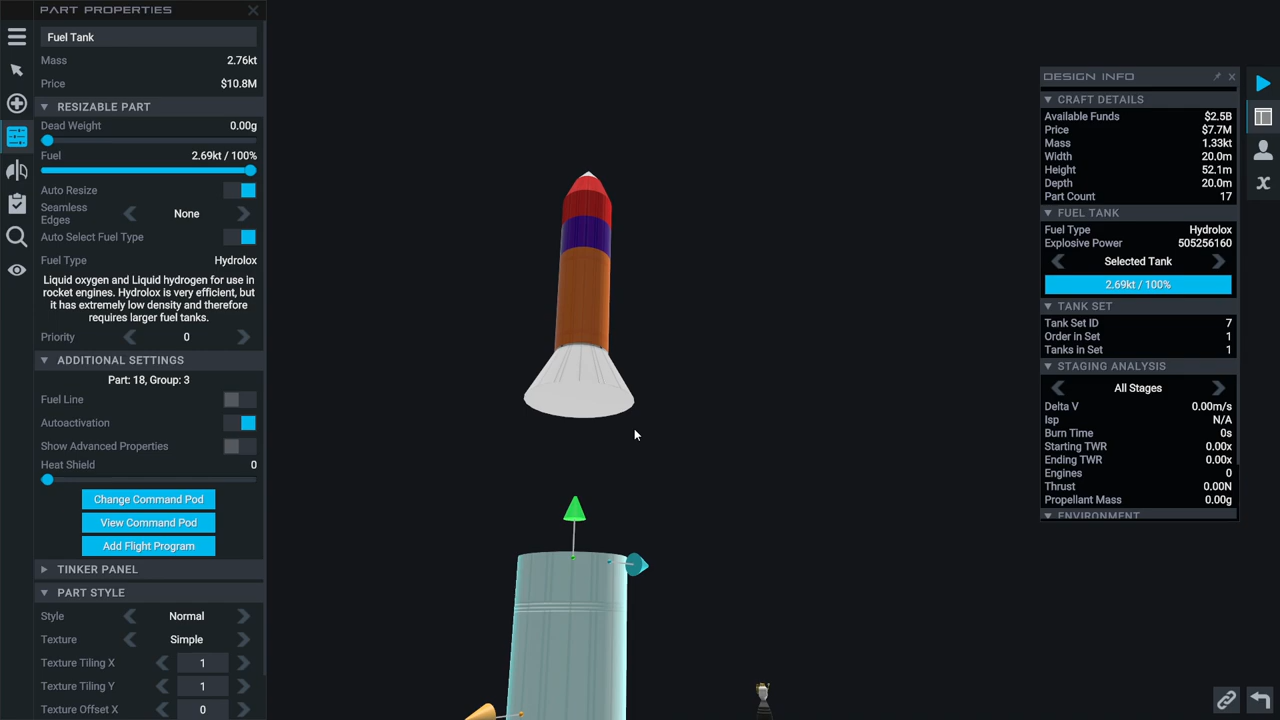 PART PROPERTIES
Fuel Tank
Mass 2.76kt
Price $10.8M
RESIZABLE PART
Dead Weight 0.00g
Fuel 2.69kt / 100%
Auto Resize
Seamless Edges None
Auto Select Fuel Type
Fuel Type Hydrolox
Liquid oxygen and Liquid hydrogen for use in
rocket engines. Hydrolox is very efficient, but
it has extremely low density and therefore
requires larger fuel tanks.
Priority 0
ADDITIONAL SETTINGS
Part: 18, Group: 3
Fuel Line
Autoactivation
Show Advanced Properties
Heat Shield 0
Change Command Pod
View Command Pod
Add Flight Program
TINKER PANEL
PART STYLE
Style Normal
Texture Simple
Texture Tiling X 1
Texture Tiling Y 1
Texture Offset X 0
DESIGN INFO
CRAFT DETAILS
Available Funds $2.5B
Price $7.7M
Mass 1.33kt
Width 20.0m
Height 52.1m
Depth 20.0m
Part Count 17
FUEL TANK
Fuel Type Hydrolox
Explosive Power 505256160
Selected Tank
2.69kt / 100%
TANK SET
Tank Set ID 7
Order in Set 1
Tanks in Set 1
STAGING ANALYSIS
All Stages
Delta V 0.00m/s
Isp N/A
Burn Time 0s
Starting TWR 0.00x
Ending TWR 0.00x
Engines 0
Thrust 0.00N
Propellant Mass 0.00g
ENVIRONMENT